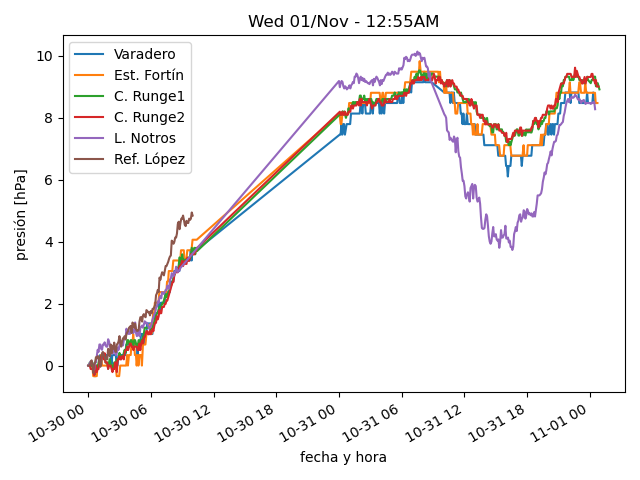 Wed 01/Nov - 12:55AM
Varadero
Est. Fortín
C. Runge1
C. Runge2
L. Notros
Ref. López
presión [hPa]
10
8
6
4
2
0
10-30 00
10-30 06
10-30 12
10-30 18
10-31 00
10-31 06
10-31 12
10-31 18
11-01 00
fecha y hora